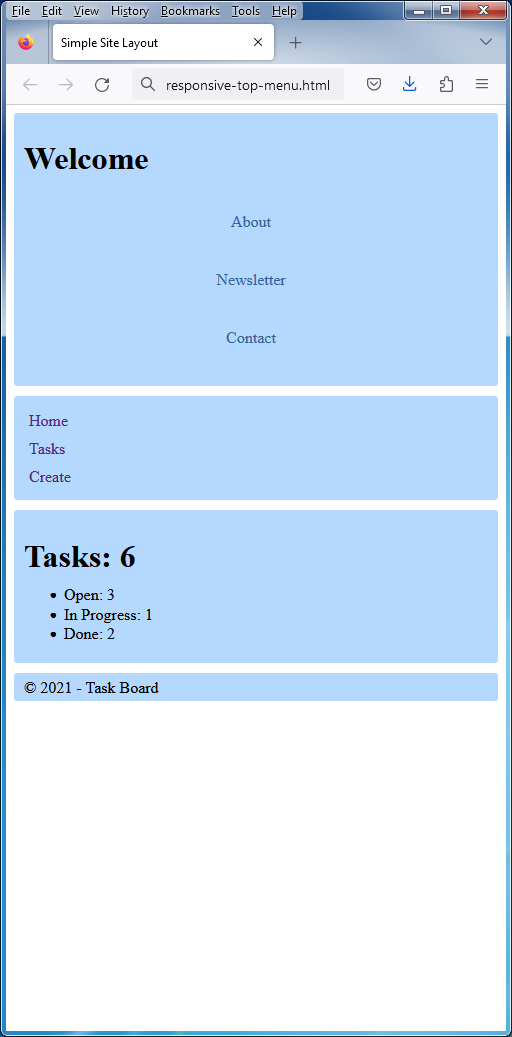 File Edit View History Bookmarks Tools Help
Simple Site Layout
responsive-top-menu.html
Welcome
About
Newsletter
Contact
Home
Tasks
Create
Tasks: 6
• Open: 3
• In Progress: 1
• Done: 2
© 2021 - Task Board